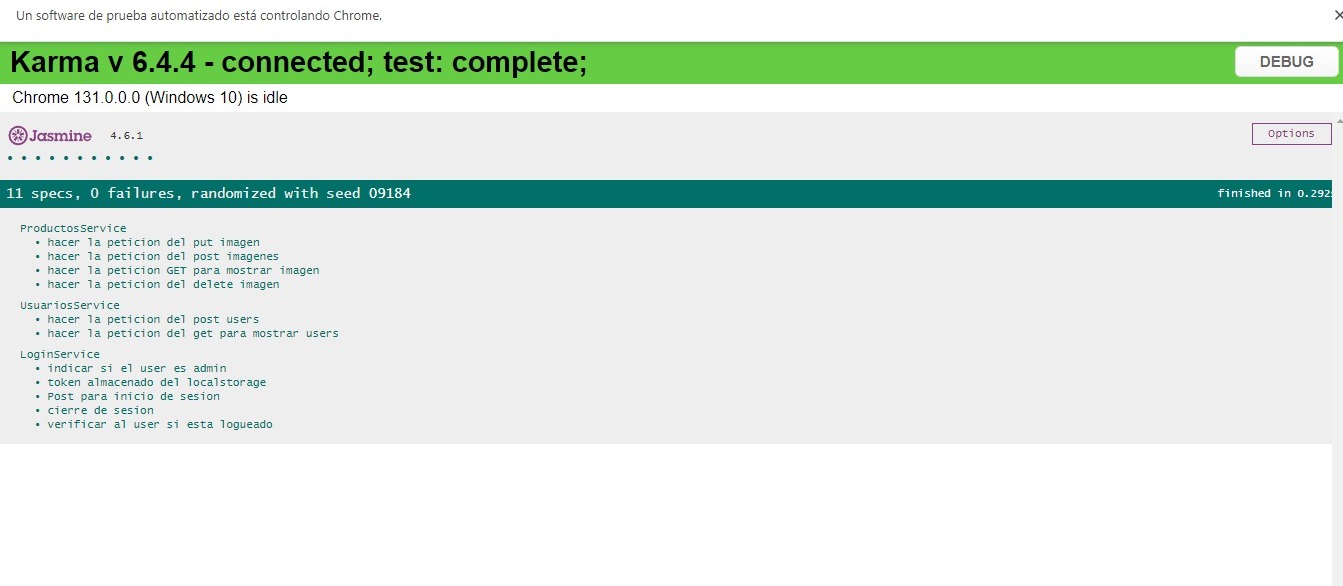 Un software de prueba automatizado está controlando Chrome.
Karma v 6.4.4 - connected; test: complete;
DEBUG
Chrome 131.0.0.0 (Windows 10) is idle
Jasmine 4.6.1
Options
11 specs, 0 failures, randomized with seed 09184
finished in 0.292s
ProductosService
• hacer la peticion del put imagen
• hacer la peticion del post imagenes
• hacer la peticion GET para mostrar imagen
• hacer la peticion del delete imagen
UsuariosService
• hacer la peticion del post users
• hacer la peticion del get para mostrar users
LoginService
• indicar si el user es admin
• token almacenado del localstorage
• Post para inicio de sesion
• cierre de sesion
• verificar al user si esta logueado